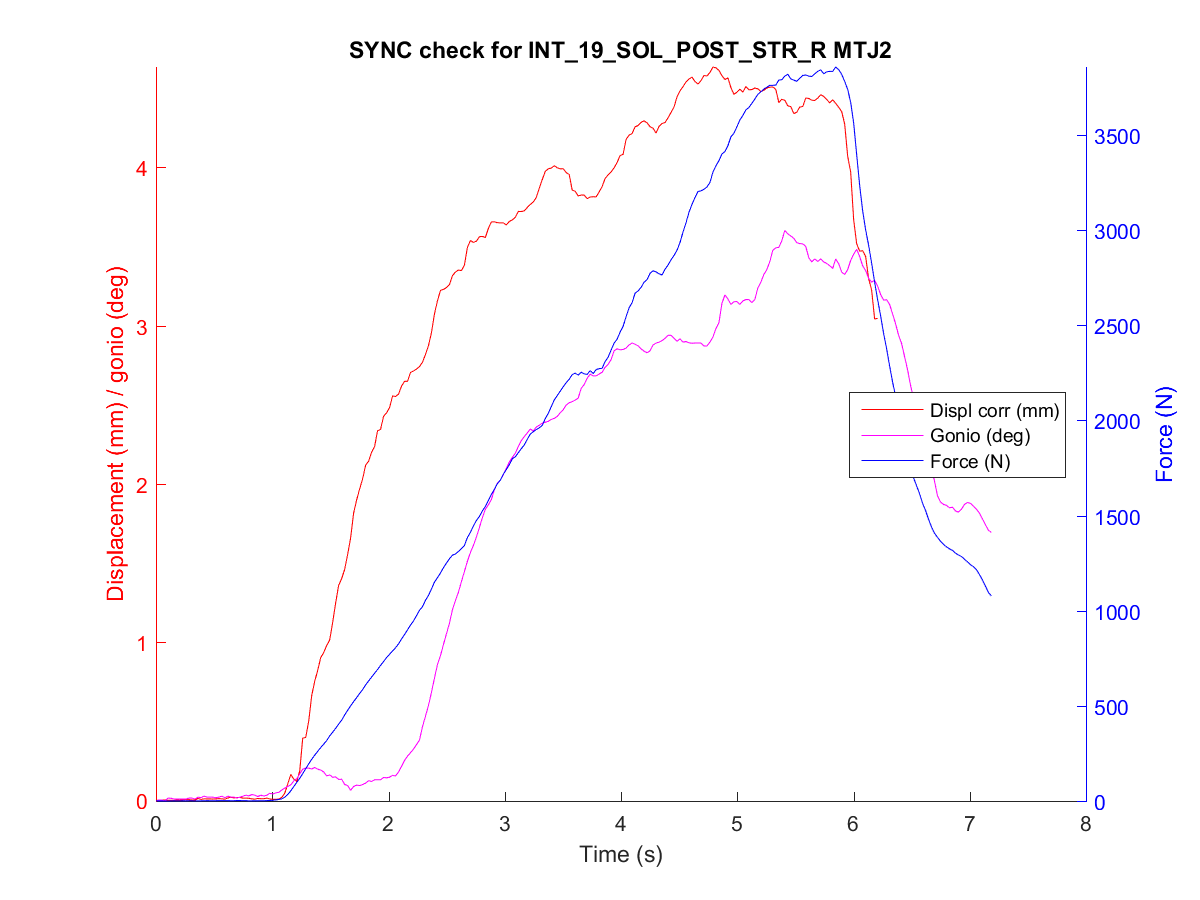 SYNC check for INT_19_SOL_POST_STR_R MTJ2
Displacement (mm) / gonio (deg)
4
3
2
1
0
3500
3000
2500
2000
1500
1000
500
0
Force (N)
Displ corr (mm)
Gonio (deg)
Force (N)
0 1 2 3 4 5 6 7 8
Time (s)